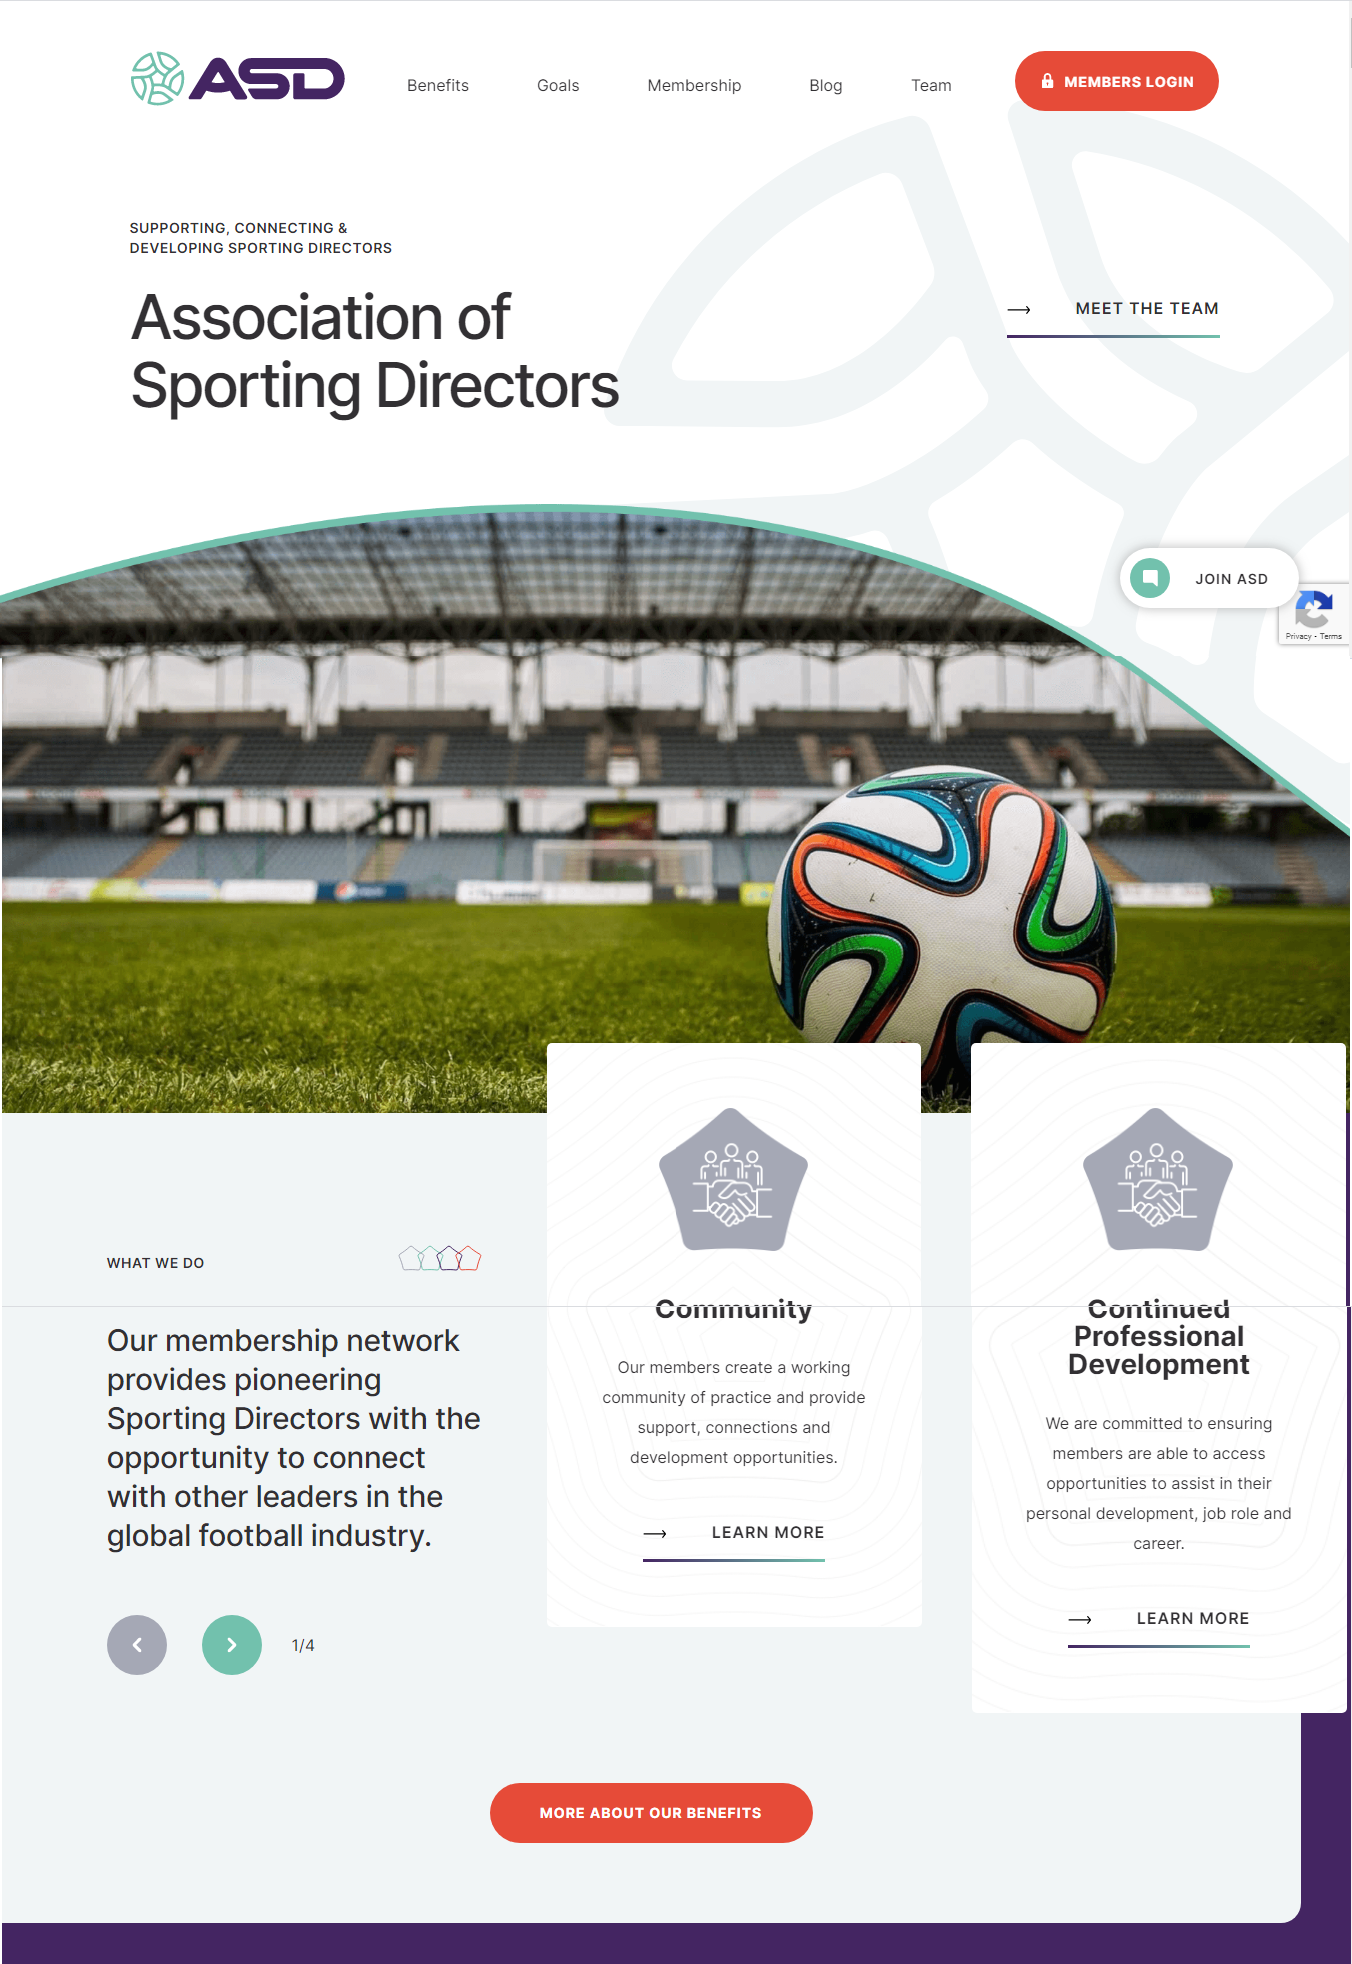 ASD
Benefits
Goals
Membership
Blog
Team
MEMBERS LOGIN
SUPPORTING, CONNECTING &
DEVELOPING SPORTING DIRECTORS
Association of
Sporting Directors
MEET THE TEAM
JOIN ASD
Privacy - Terms
WHAT WE DO
Our membership network
provides pioneering
Sporting Directors with the
opportunity to connect
with other leaders in the
global football industry.
1/4
Community
Our members create a working
community of practice and provide
support, connections and
development opportunities.
LEARN MORE
Continued
Professional
Development
We are committed to ensuring
members are able to access
opportunities to assist in their
personal development, job role and
career.
LEARN MORE
MORE ABOUT OUR BENEFITS